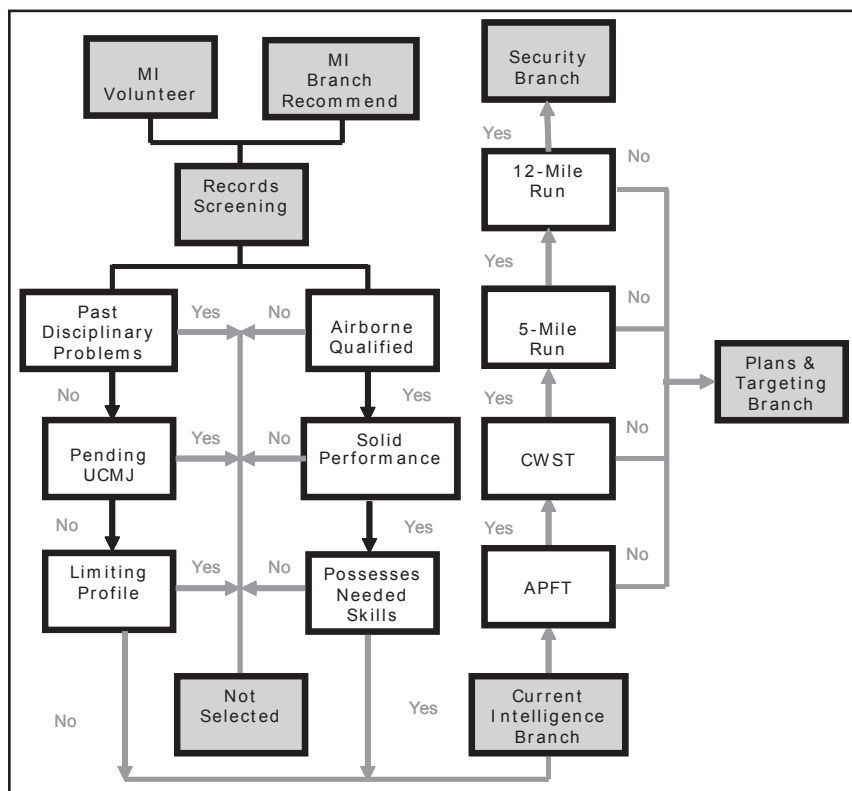 MI
Volunteer
MI
Branch
Recommend
Records
Screening
Past
Disciplinary
Problems
Yes
No
Airborne
Qualified
No
Yes
Pending
UCMJ
Yes
No
Solid
Performance
No
Yes
Limiting
Profile
Yes
No
Possesses
Needed
Skills
No
Not
Selected
Yes
Security
Branch
Yes
No
12-Mile
Run
Yes
No
5-Mile
Run
Plans &
Targeting
Branch
Yes
No
CWST
Yes
No
APFT
Current
Intelligence
Branch